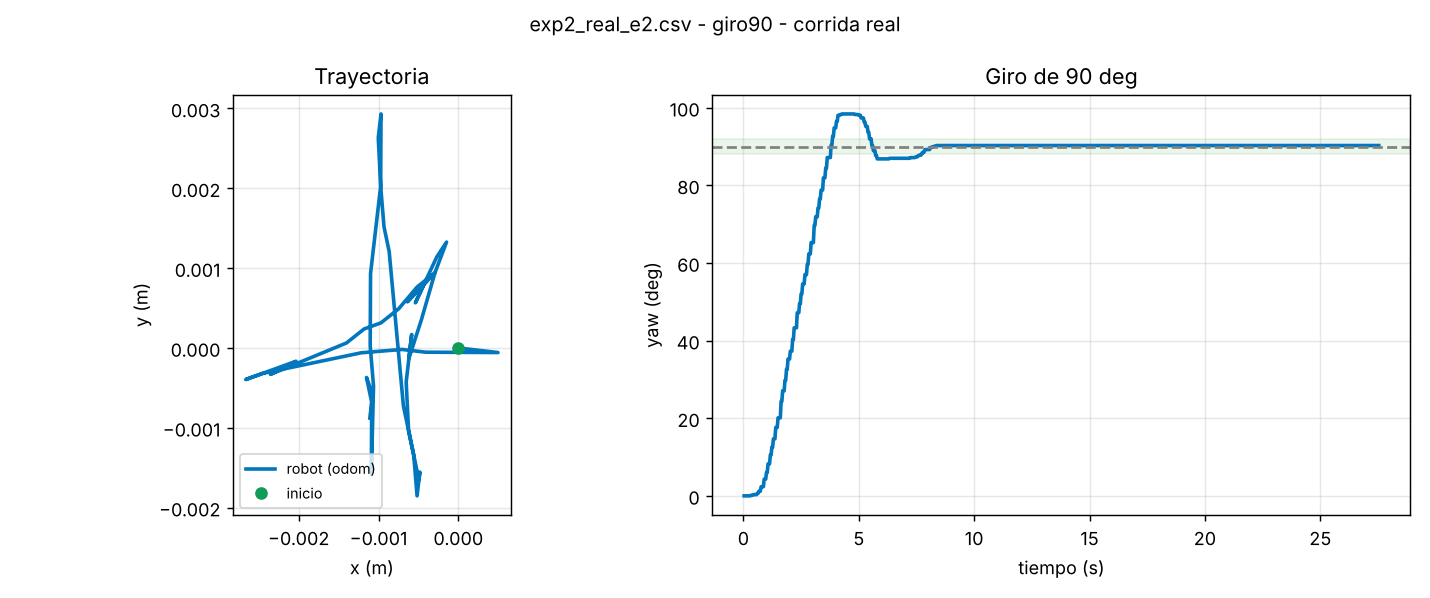 exp2_real_e2.csv - giro90 - corrida real
Trayectoria
0.003
0.002
0.001
0.000
−0.001
−0.002
y (m)
−0.002
−0.001
0.000
x (m)
robot (odom)
inicio
Giro de 90 deg
100
80
60
40
20
0
yaw (deg)
0
5
10
15
20
25
tiempo (s)